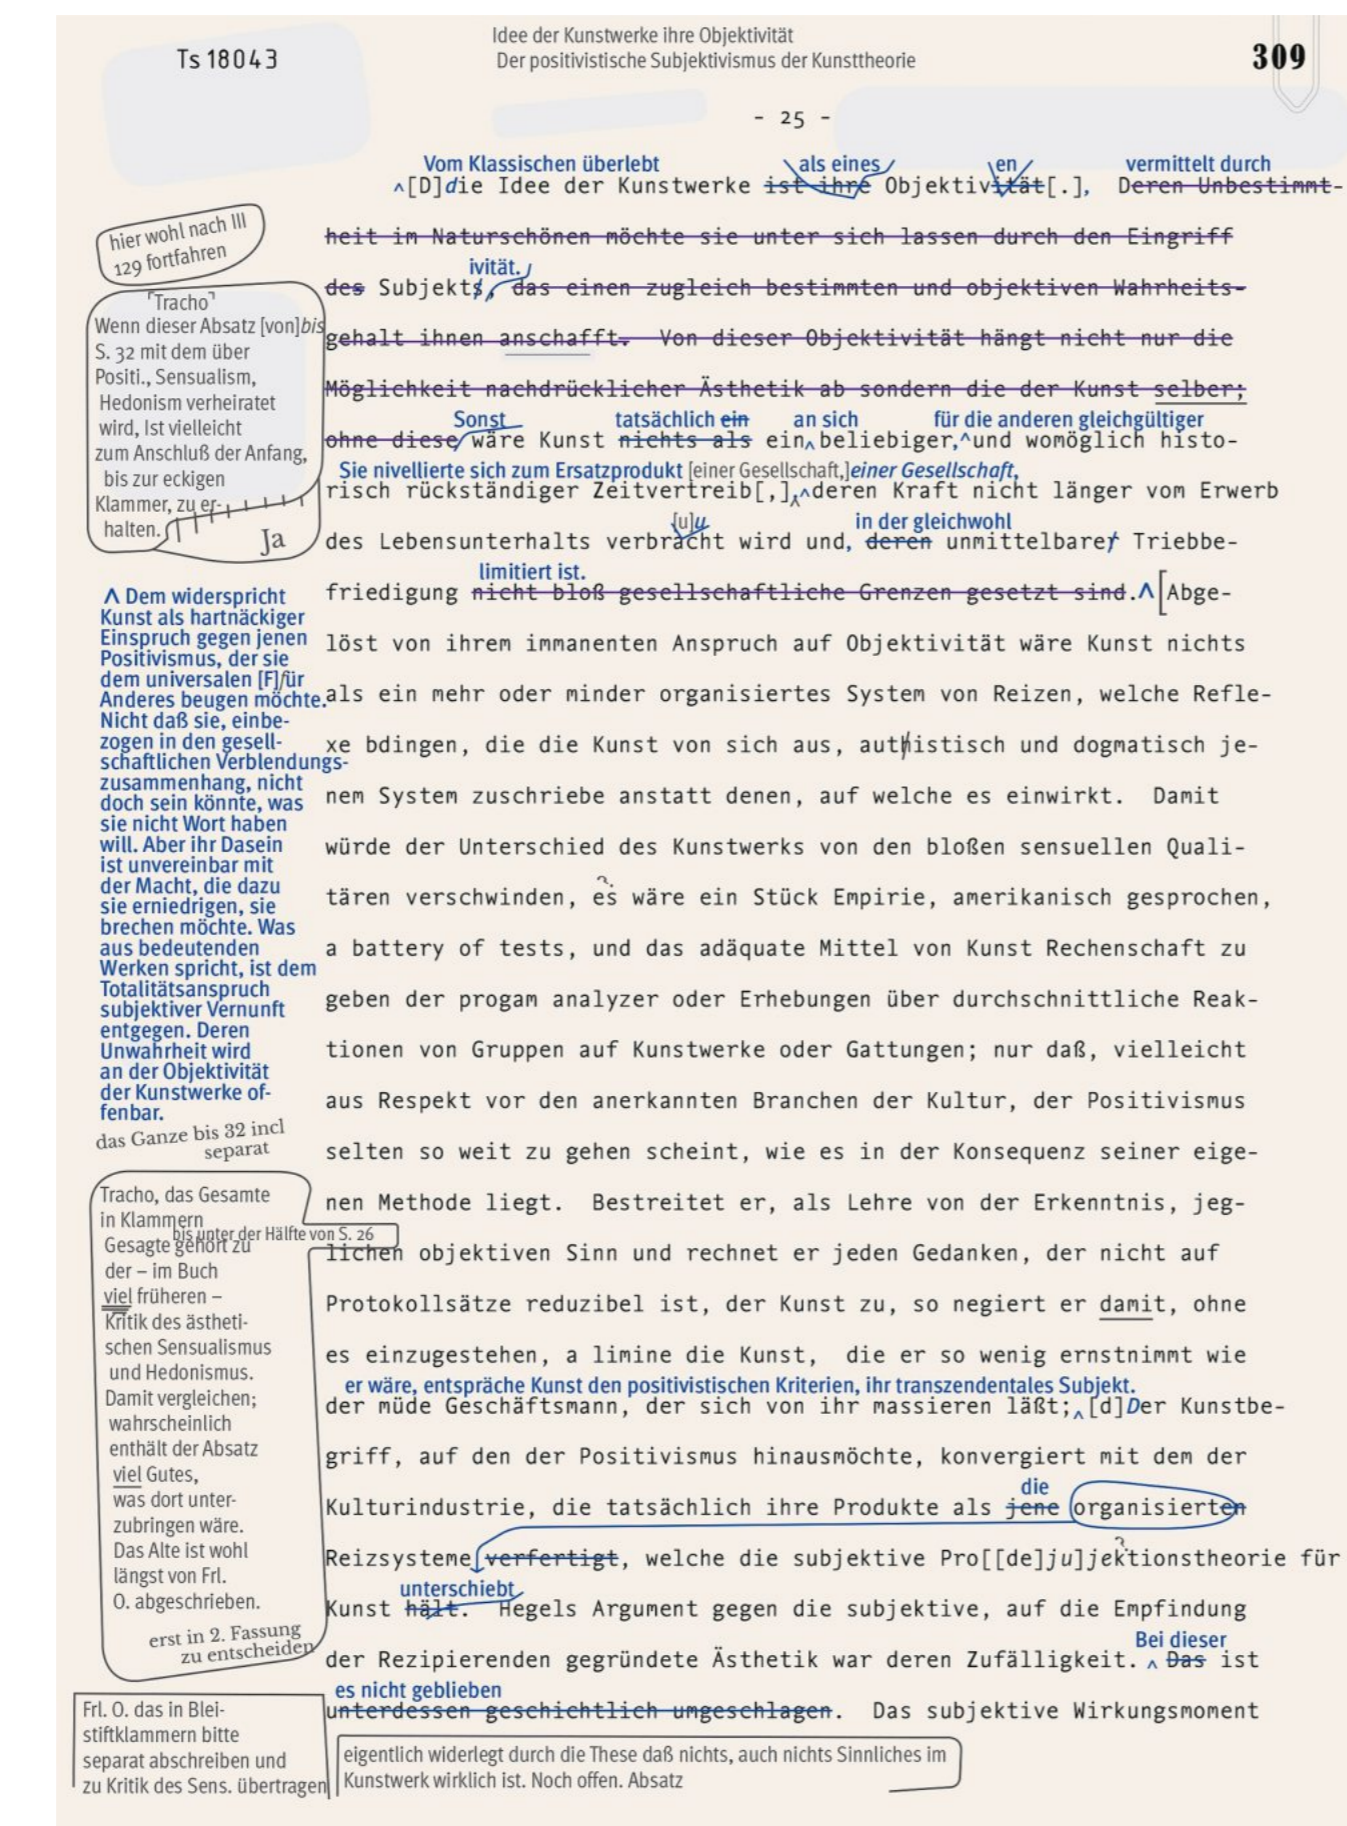 Ts 18043
Idee der Kunstwerke ihre Objektivität
Der positivistische Subjektivismus der Kunsttheorie
309
- 25 -
Vom Klassischen überlebt als eines en vermittelt durch
^[D]die Idee der Kunstwerke ist ihre Objektivität[.], Deren Unbestimmt-
hier wohl nach III
129 fortfahren
heit im Naturschönen möchte sie unter sich lassen durch den Eingriff
ivität.
des Subjekts, das einen zugleich bestimmten und objektiven Wahrheits-
gehalt ihnen anschafft. Von dieser Objektivität hängt nicht nur die
Möglichkeit nachdrücklicher Ästhetik ab sondern die der Kunst selber;
Sonst tatsächlich ein an sich für die anderen gleichgültiger
ohne diese wäre Kunst nichts als ein^beliebiger,^und womöglich histo-
Sie nivellierte sich zum Ersatzprodukt [einer Gesellschaft,]einer Gesellschaft,
risch rückständiger Zeitvertreib[,],^deren Kraft nicht länger vom Erwerb
[u]u in der gleichwohl
des Lebensunterhalts verbracht wird und, deren unmittelbarer Triebbe-
limitiert ist.
friedigung nicht bloß gesellschaftliche Grenzen gesetzt sind.^[Abge-
Tracho
Wenn dieser Absatz [von]bis
S. 32 mit dem über
Positi., Sensualism,
Hedonism verheiratet
wird, Ist vielleicht
zum Anschluß der Anfang,
bis zur eckigen
Klammer, zu er-
halten.
Ja
^ Dem widerspricht
Kunst als hartnäckiger
Einspruch gegen jenen
Positivismus, der sie
dem universalen [F]für
Anderes beugen möchte.
Nicht daß sie, einbe-
zogen in den gesell-
schaftlichen Verblendungs-
zusammenhang, nicht
doch sein könnte, was
sie nicht Wort haben
will. Aber ihr Dasein
ist unvereinbar mit
der Macht, die dazu
sie erniedrigen, sie
brechen möchte. Was
aus bedeutenden
Werken spricht, ist dem
Totalitätsanspruch
subjektiver Vernunft
entgegen. Deren
Unwahrheit wird
an der Objektivität
der Kunstwerke of-
fenbar.
das Ganze bis 32 incl
separat
löst von ihrem immanenten Anspruch auf Objektivität wäre Kunst nichts
als ein mehr oder minder organisiertes System von Reizen, welche Refle-
xe bdingen, die die Kunst von sich aus, authistisch und dogmatisch je-
nem System zuschriebe anstatt denen, auf welche es einwirkt. Damit
würde der Unterschied des Kunstwerks von den bloßen sensuellen Quali-
tären verschwinden, es wäre ein Stück Empirie, amerikanisch gesprochen,
a battery of tests, und das adäquate Mittel von Kunst Rechenschaft zu
geben der progam analyzer oder Erhebungen über durchschnittliche Reak-
tionen von Gruppen auf Kunstwerke oder Gattungen; nur daß, vielleicht
aus Respekt vor den anerkannten Branchen der Kultur, der Positivismus
selten so weit zu gehen scheint, wie es in der Konsequenz seiner eige-
nen Methode liegt. Bestreitet er, als Lehre von der Erkenntnis, jeg-
lichen objektiven Sinn und rechnet er jeden Gedanken, der nicht auf
Protokollsätze reduzibel ist, der Kunst zu, so negiert er damit, ohne
es einzugestehen, a limine die Kunst, die er so wenig ernstnimmt wie
er wäre, entspräche Kunst den positivistischen Kriterien, ihr transzendentales Subjekt.
der müde Geschäftsmann, der sich von ihr massieren läßt;^[d]Der Kunstbe-
griff, auf den der Positivismus hinausmöchte, konvergiert mit dem der
die
Kulturindustrie, die tatsächlich ihre Produkte als jene organisierten
Reizsysteme verfertigt, welche die subjektive Pro[[de]ju]jektionstheorie für
unterschiebt
Kunst hält. Hegels Argument gegen die subjektive, auf die Empfindung
der Rezipierenden gegründete Ästhetik war deren Zufälligkeit. ^ Das ist
Bei dieser
es nicht geblieben
unterdessen geschichtlich umgeschlagen. Das subjektive Wirkungsmoment
Tracho, das Gesamte
in Klammern
bis unter der Hälfte von S. 26
Gesagte gehört zu
der – im Buch
viel früheren –
Kritik des ästheti-
schen Sensualismus
und Hedonismus.
Damit vergleichen;
wahrscheinlich
enthält der Absatz
viel Gutes,
was dort unter-
zubringen wäre.
Das Alte ist wohl
längst von Frl.
O. abgeschrieben.
erst in 2. Fassung
zu entscheiden
Frl. O. das in Blei-
stiftklammern bitte
separat abschreiben und
zu Kritik des Sens. übertragen
eigentlich widerlegt durch die These daß nichts, auch nichts Sinnliches im
Kunstwerk wirklich ist. Noch offen. Absatz